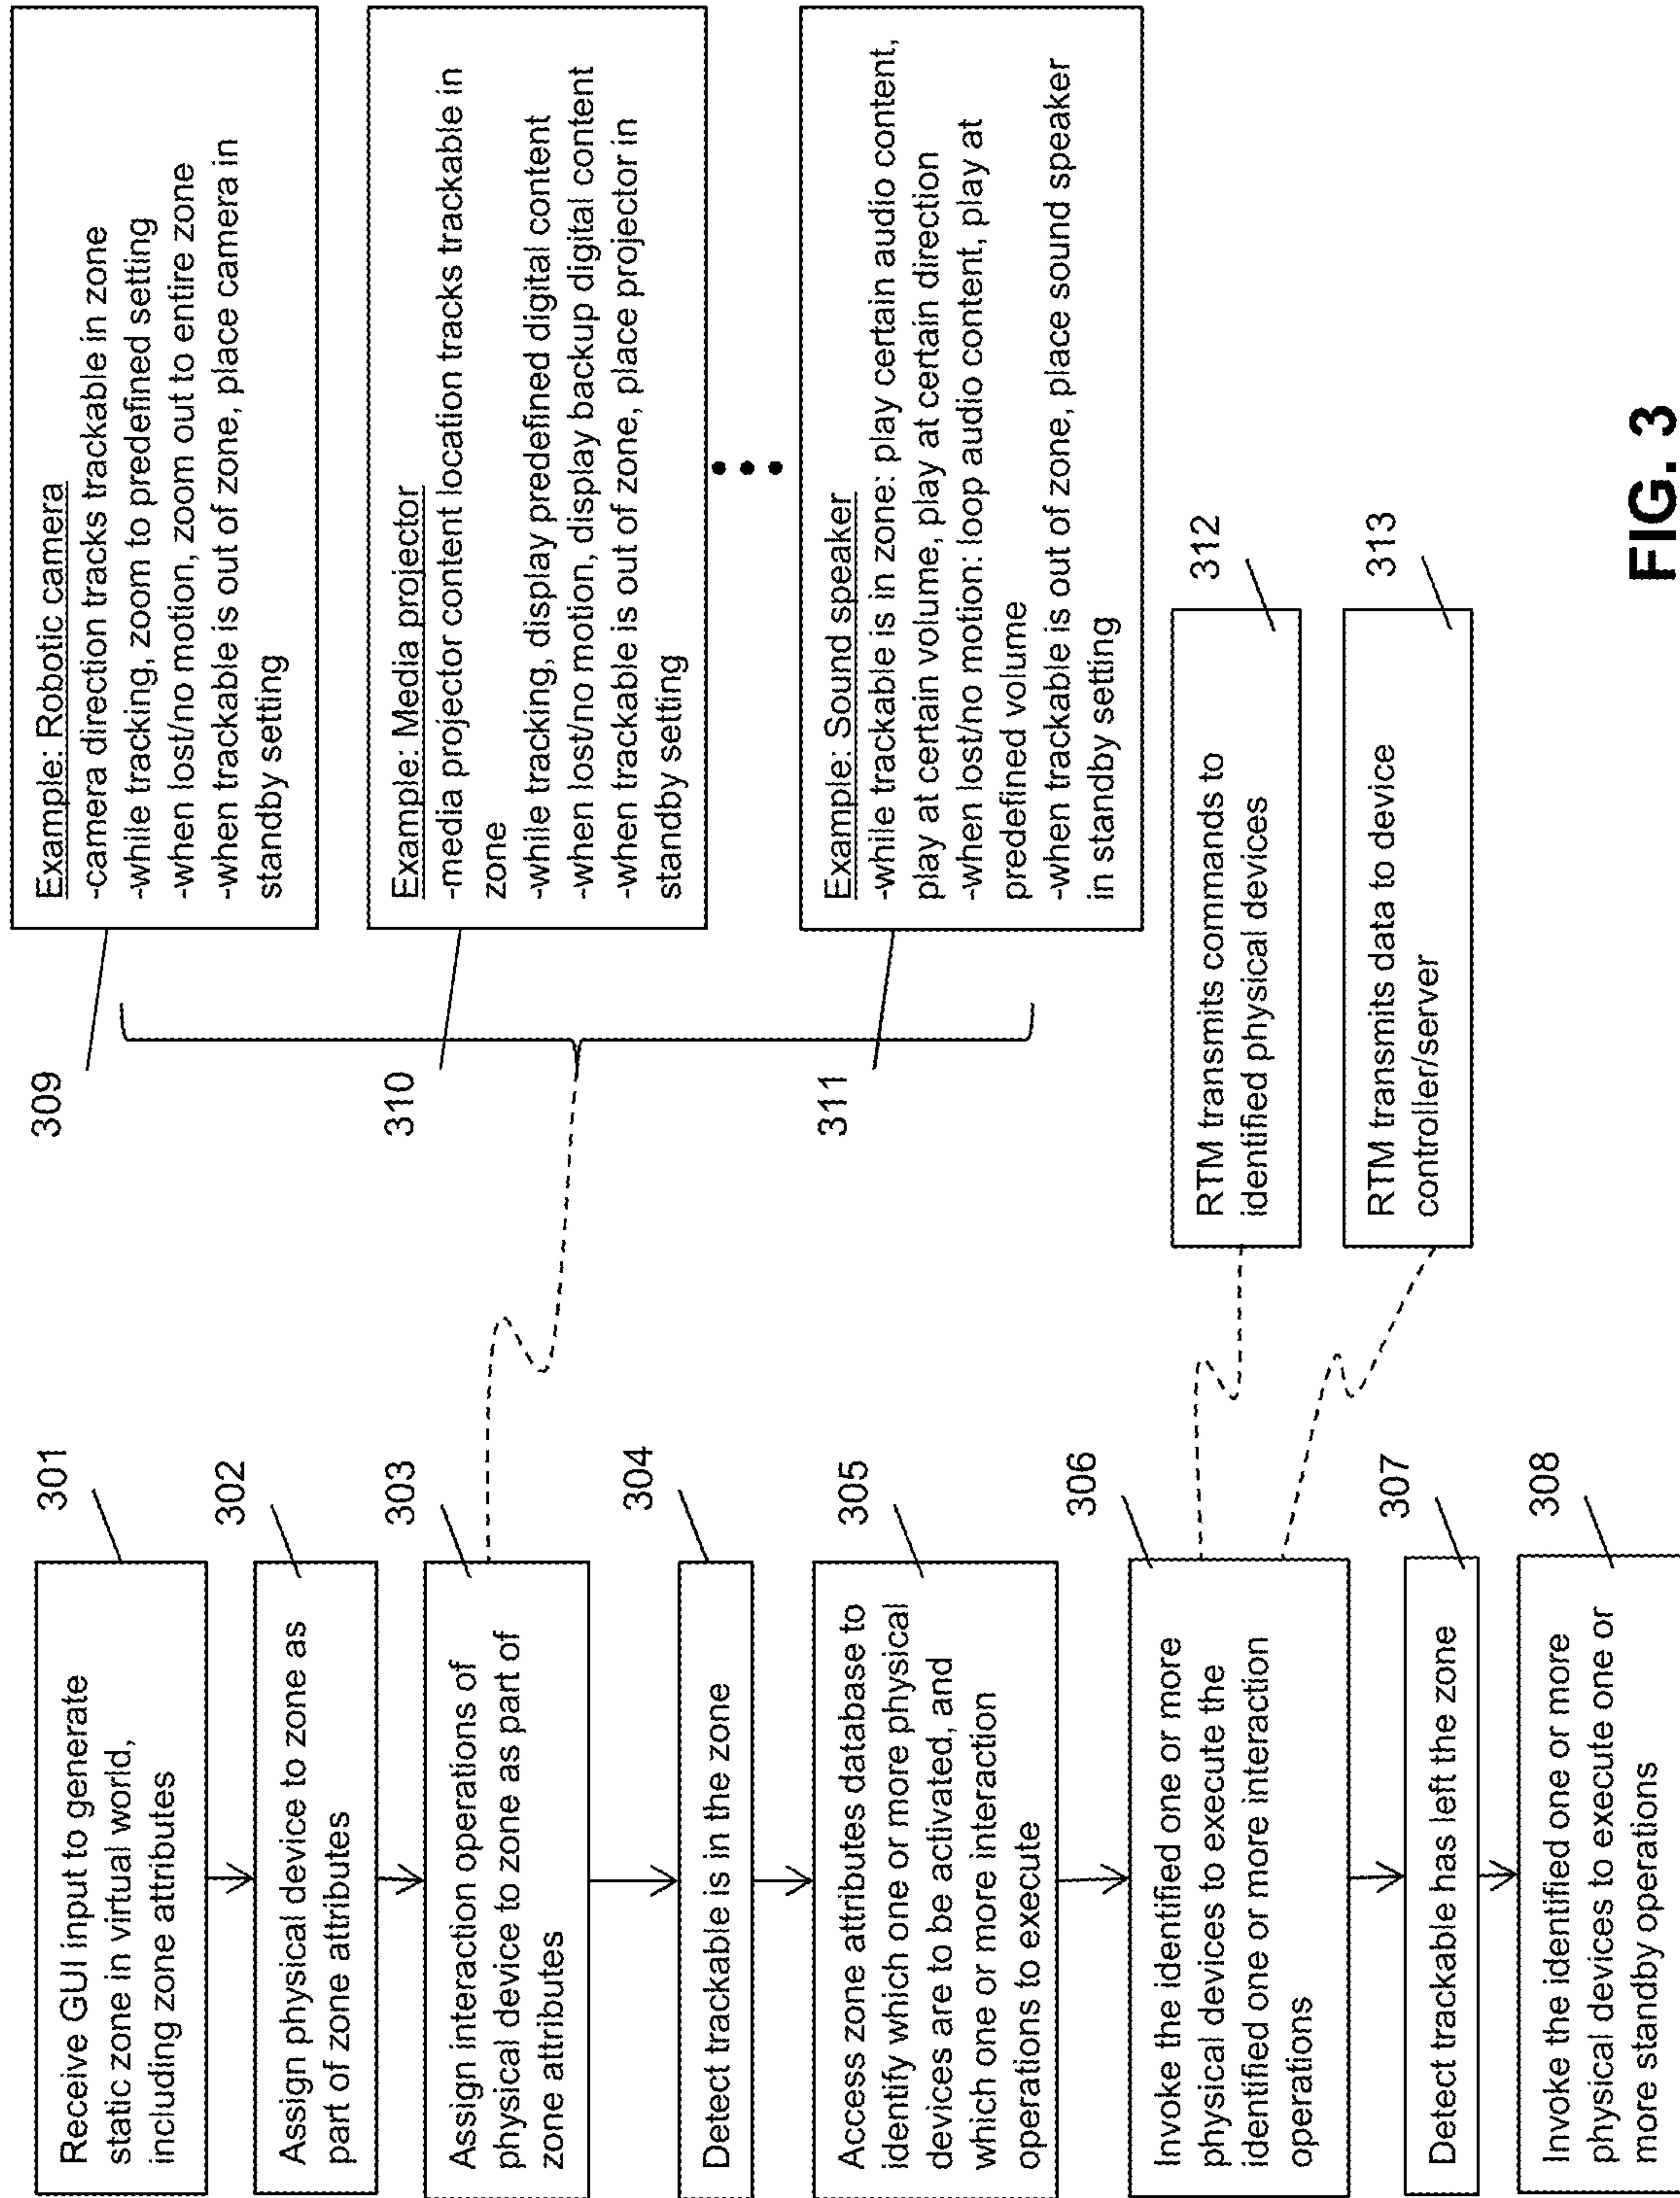 301
Receive GUI input to generate
static zone in virtual world,
including zone attributes
302
Assign physical device to zone as
part of zone attributes
303
Assign interaction operations of
physical device to zone as part of
zone attributes
304
Detect trackable is in the zone
305
Access zone attributes database to
identify which one or more physical
devices are to be activated, and
which one or more interaction
operations to execute
306
Invoke the identified one or more
physical devices to execute the
identified one or more interaction
operations
307
Detect trackable has left the zone
308
Invoke the identified one or more
physical devices to execute one or
more standby operations
309
Example: Robotic camera
-camera direction tracks trackable in zone
-while tracking, zoom to predefined setting
-when lost/no motion, zoom out to entire zone
-when trackable is out of zone, place camera in
standby setting
310
Example: Media projector
-media projector content location tracks trackable in
zone
-while tracking, display predefined digital content
-when lost/no motion, display backup digital content
-when trackable is out of zone, place projector in
standby setting
311
Example: Sound speaker
-while trackable is in zone: play certain audio content,
play at certain volume, play at certain direction
-when lost/no motion: loop audio content, play at
predefined volume
-when trackable is out of zone, place sound speaker
in standby setting
312
RTM transmits commands to
identified physical devices
313
RTM transmits data to device
controller/server
FIG. 3